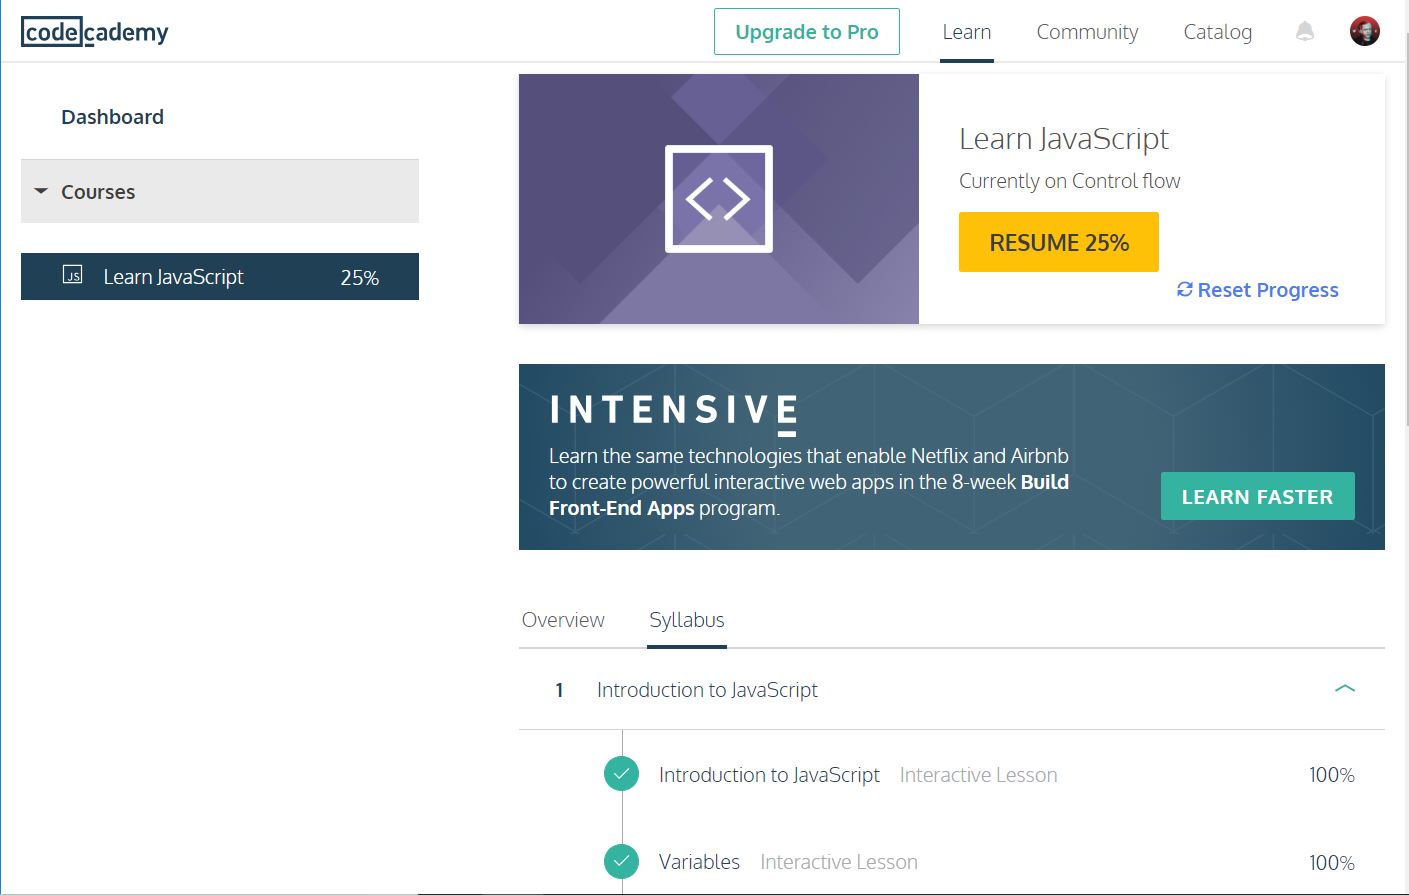 codecademy
Upgrade to Pro
Learn
Community
Catalog
Dashboard
Courses
JS Learn JavaScript 25%
Learn JavaScript
Currently on Control flow
RESUME 25%
Reset Progress
INTENSIVE
Learn the same technologies that enable Netflix and Airbnb
to create powerful interactive web apps in the 8-week Build
Front-End Apps program.
LEARN FASTER
Overview
Syllabus
1 Introduction to JavaScript
Introduction to JavaScript Interactive Lesson 100%
Variables Interactive Lesson 100%